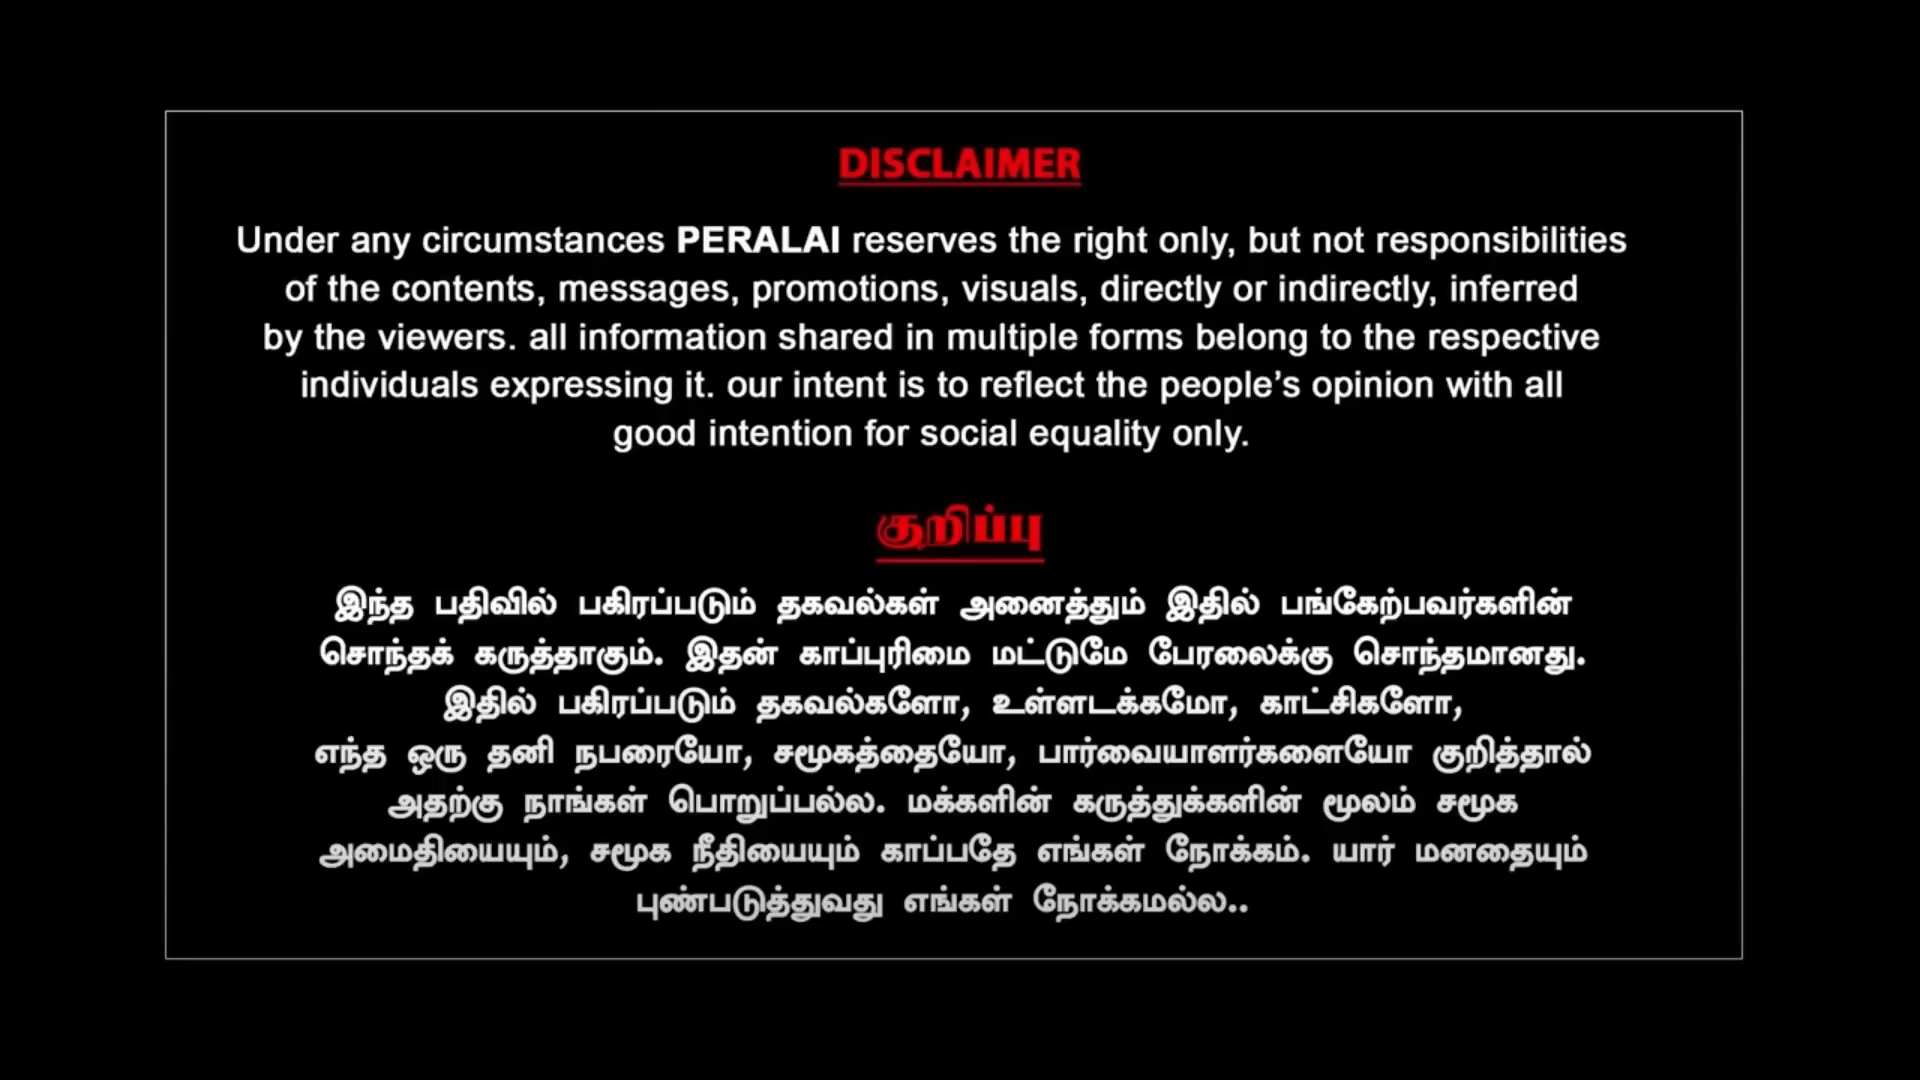 DISCLAIMER
Under any circumstances PERALAI reserves the right only, but not responsibilities
of the contents, messages, promotions, visuals, directly or indirectly, inferred
by the viewers. all information shared in multiple forms belong to the respective
individuals expressing it. our intent is to reflect the people’s opinion with all
good intention for social equality only.
குறிப்பு
இந்த பதிவில் பகிரப்படும் தகவல்கள் அனைத்தும் இதில் பங்கேற்பவர்களின்
சொந்தக் கருத்தாகும். இதன் காப்புரிமை மட்டுமே பேரலைக்கு சொந்தமானது.
இதில் பகிரப்படும் தகவல்களோ, உள்ளடக்கமோ, காட்சிகளோ,
எந்த ஒரு தனி நபரையோ, சமூகத்தையோ, பார்வையாளர்களையோ குறித்தால்
அதற்கு நாங்கள் பொறுப்பல்ல. மக்களின் கருத்துக்களின் மூலம் சமூக
அமைதியையும், சமூக நீதியையும் காப்பதே எங்கள் நோக்கம். யார் மனதையும்
புண்படுத்துவது எங்கள் நோக்கமல்ல..